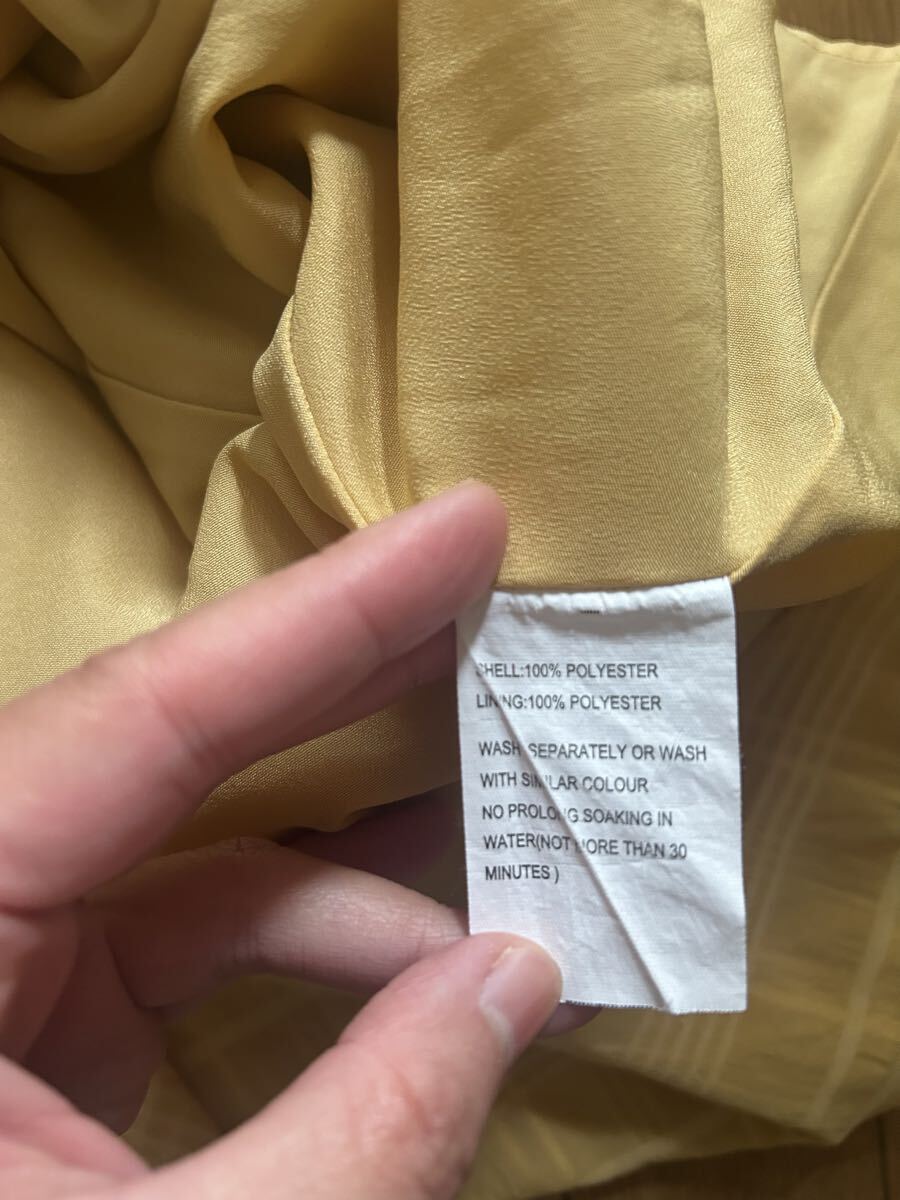 SHELL:100% POLYESTER
LINING:100% POLYESTER
WASH SEPARATELY OR WASH
WITH SIMILAR COLOUR
NO PROLONG SOAKING IN
WATER(NOT MORE THAN 30
MINUTES )